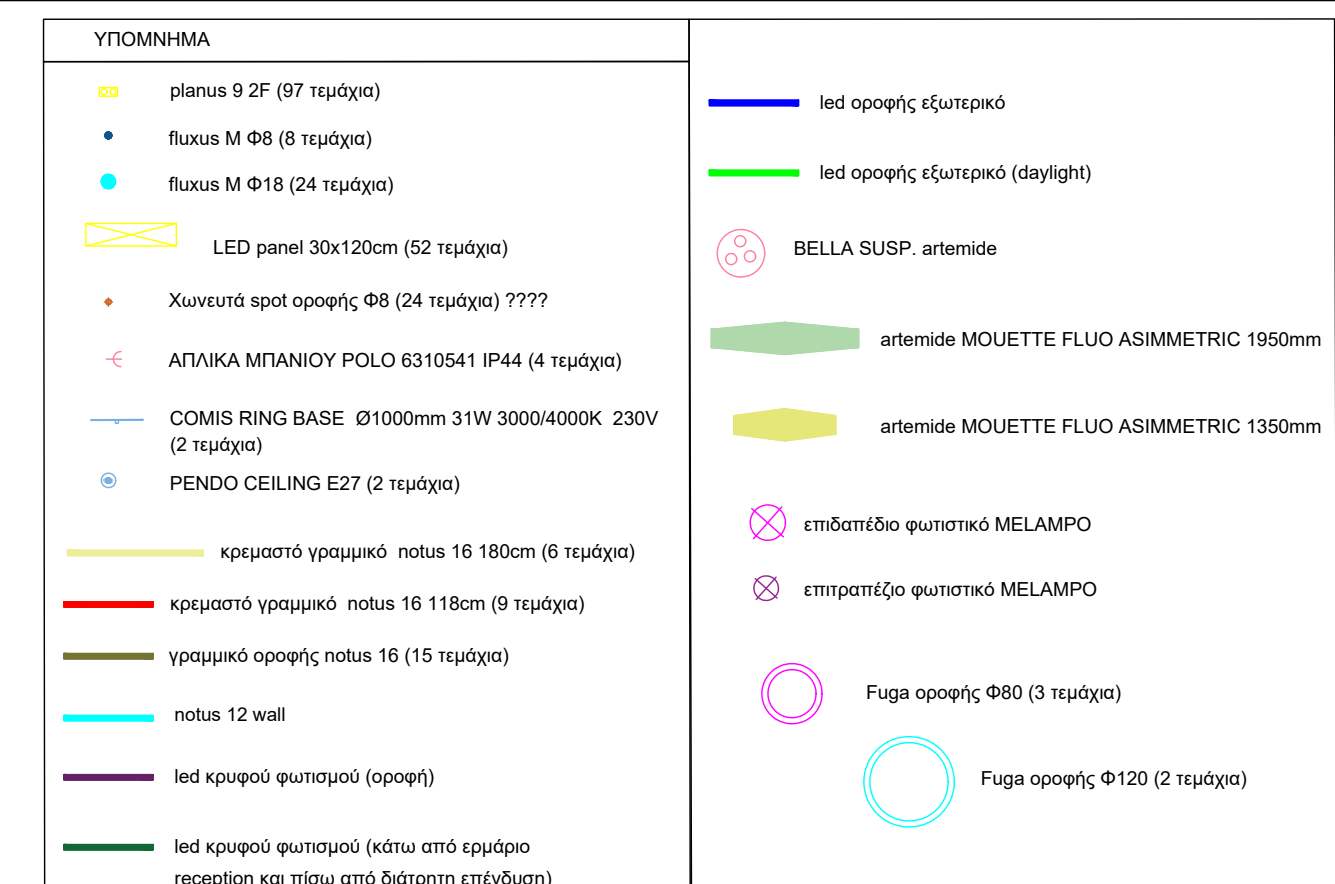 ΥΠΟΜΝΗΜΑ
planus 9 2F (97 τεμάχια)
fluxus M Φ8 (8 τεμάχια)
fluxus M Φ18 (24 τεμάχια)
LED panel 30x120cm (52 τεμάχια)
Χωνευτά spot οροφής Φ8 (24 τεμάχια) ????
ΑΠΛΙΚΑ ΜΠΑΝΙΟΥ POLO 6310541 IP44 (4 τεμάχια)
COMIS RING BASE Ø1000mm 31W 3000/4000K 230V
(2 τεμάχια)
PENDO CEILING E27 (2 τεμάχια)
κρεμαστό γραμμικό notus 16 180cm (6 τεμάχια)
κρεμαστό γραμμικό notus 16 118cm (9 τεμάχια)
γραμμικό οροφής notus 16 (15 τεμάχια)
notus 12 wall
led κρυφού φωτισμού (οροφή)
led κρυφού φωτισμού (κάτω από ερμάριο
reception και πίσω από διάτρητη επένδυση)
led οροφής εξωτερικό
led οροφής εξωτερικό (daylight)
BELLA SUSP. artemide
artemide MOUETTE FLUO ASIMMETRIC 1950mm
artemide MOUETTE FLUO ASIMMETRIC 1350mm
επιδαπέδιο φωτιστικό MELAMPO
επιτραπέζιο φωτιστικό MELAMPO
Fuga οροφής Φ80 (3 τεμάχια)
Fuga οροφής Φ120 (2 τεμάχια)